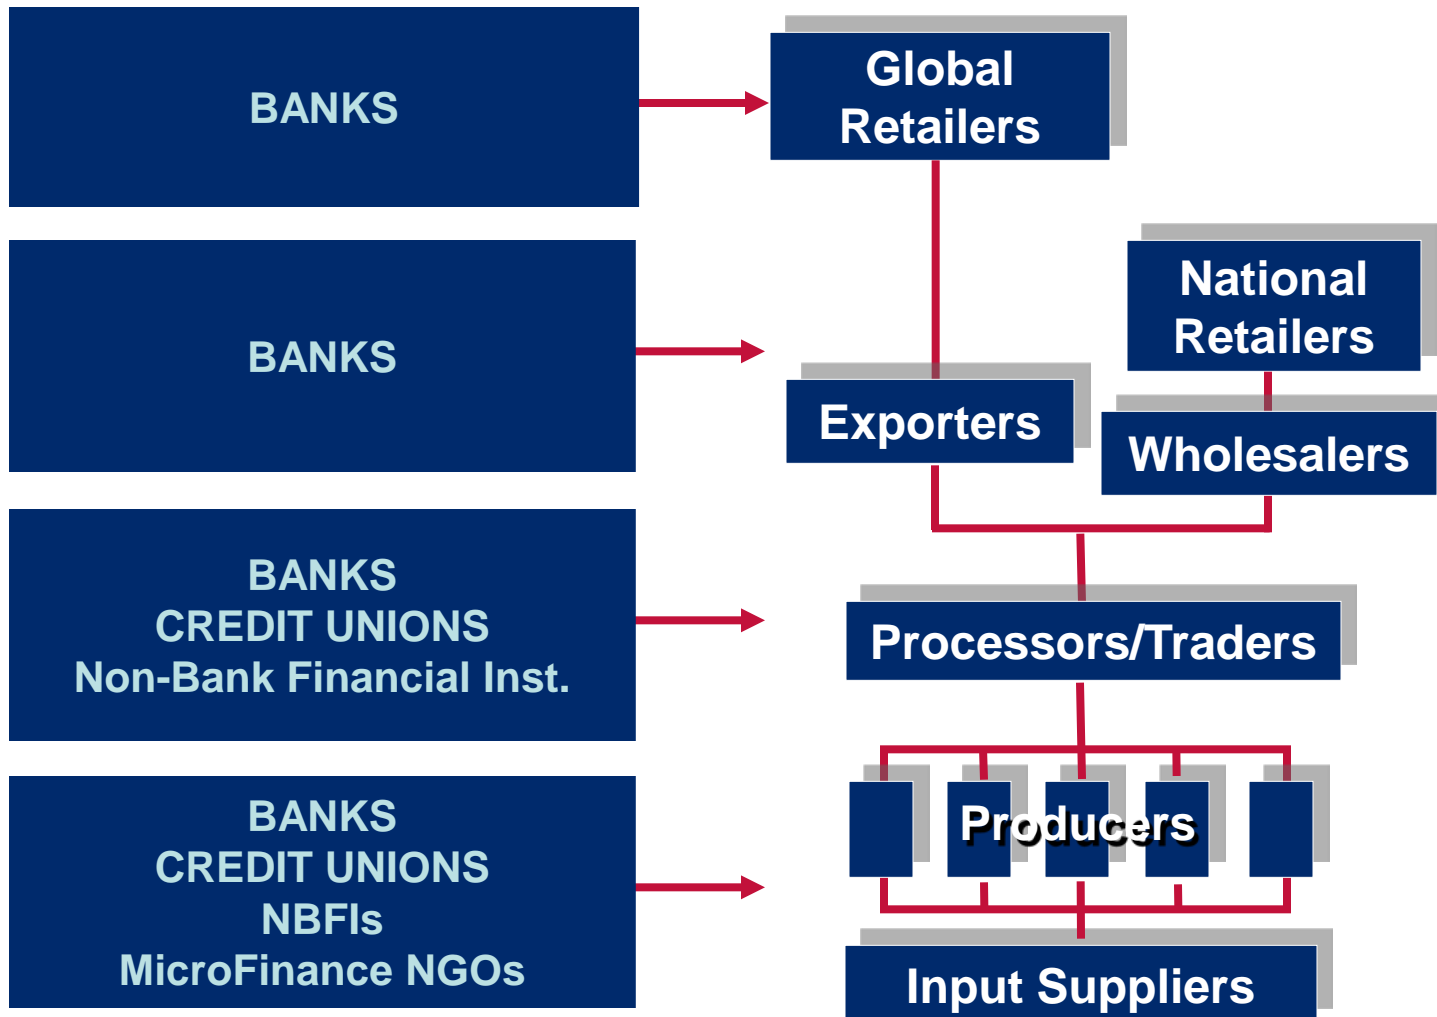 BANKS
Global
Retailers
BANKS
National
Retailers
Exporters
Wholesalers
BANKS
CREDIT UNIONS
Non-Bank Financial Inst.
Processors/Traders
BANKS
CREDIT UNIONS
NBFIs
MicroFinance NGOs
Producers
Input Suppliers